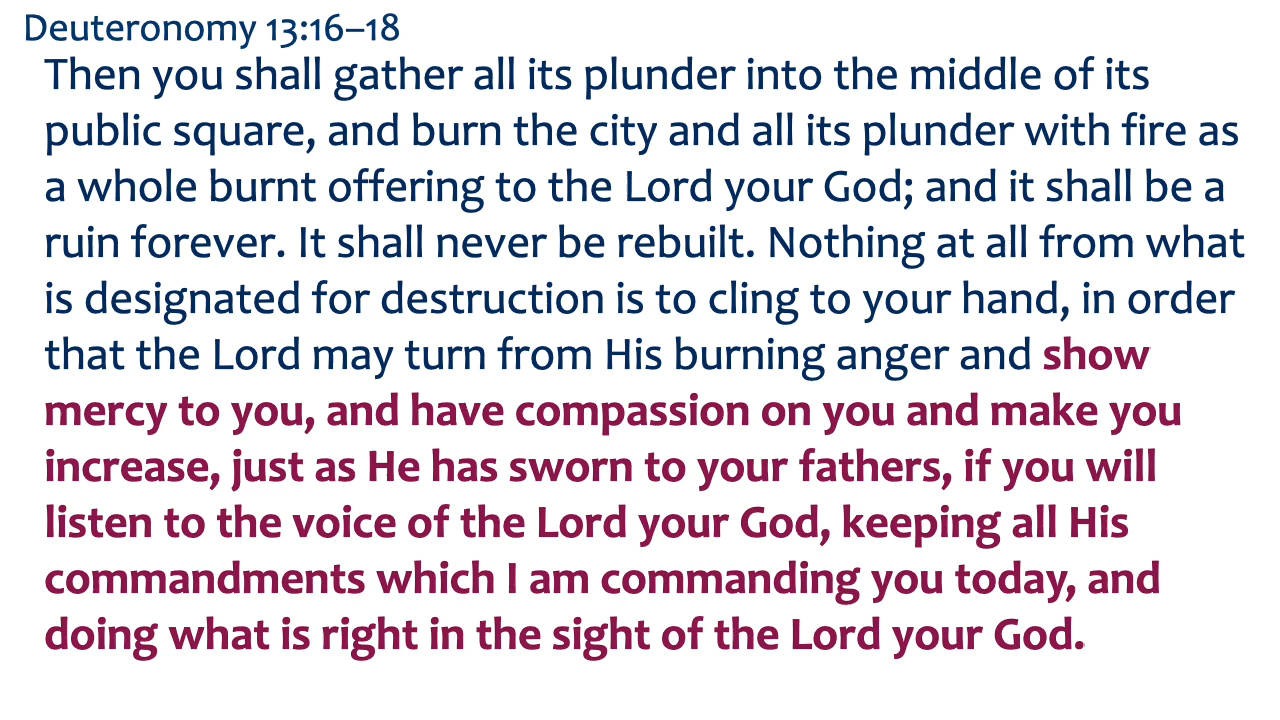 Deuteronomy 13:16–18
Then you shall gather all its plunder into the middle of its
public square, and burn the city and all its plunder with fire as
a whole burnt offering to the Lord your God; and it shall be a
ruin forever. It shall never be rebuilt. Nothing at all from what
is designated for destruction is to cling to your hand, in order
that the Lord may turn from His burning anger and show
mercy to you, and have compassion on you and make you
increase, just as He has sworn to your fathers, if you will
listen to the voice of the Lord your God, keeping all His
commandments which I am commanding you today, and
doing what is right in the sight of the Lord your God.